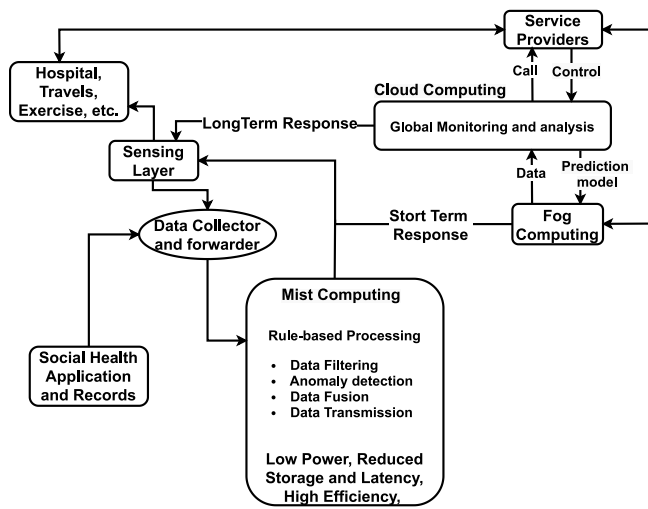 Service
Providers
Hospital,
Travels,
Exercise, etc.
Call
Control
Cloud Computing
LongTerm Response
Global Monitoring and analysis
Sensing
Layer
Data
Prediction
model
Stort Term
Response
Fog
Computing
Data Collector
and forwarder
Mist Computing
Rule-based Processing
• Data Filtering
• Anomaly detection
• Data Fusion
• Data Transmission
Social Health
Application
and Records
Low Power, Reduced
Storage and Latency,
High Efficiency,